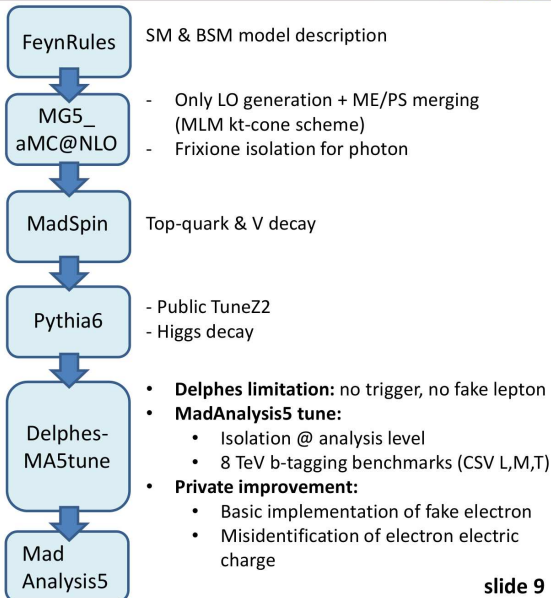 FeynRules
SM & BSM model description
MG5_
aMC@NLO
- Only LO generation + ME/PS merging
(MLM kt-cone scheme)
- Frixione isolation for photon
MadSpin
Top-quark & V decay
Pythia6
- Public TuneZ2
- Higgs decay
Delphes-
MA5tune
• Delphes limitation: no trigger, no fake lepton
• MadAnalysis5 tune:
• Isolation @ analysis level
• 8 TeV b-tagging benchmarks (CSV L,M,T)
• Private improvement:
• Basic implementation of fake electron
• Misidentification of electron electric
charge
Mad
Analysis5
slide 9